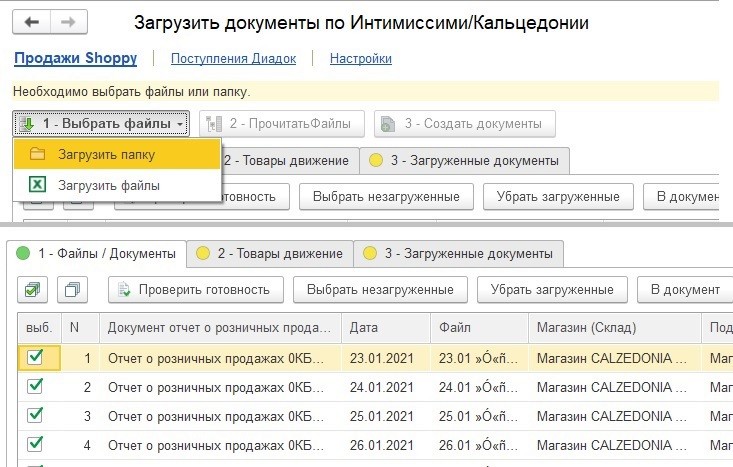 Загрузить документы по Интимиссими/Кальцедонии
Продажи Shoppy Поступления Диадок Настройки
Необходимо выбрать файлы или папку.
1 - Выбрать файлы 2 - ПрочитатьФайлы 3 - Создать документы
Загрузить папку 2 - Товары движение 3 - Загруженные документы
Загрузить файлы готовность Выбрать незагруженные Убрать загруженные В докумен
1 - Файлы / Документы 2 - Товары движение 3 - Загруженные документы
Проверить готовность Выбрать незагруженные Убрать загруженные В документ
выб. N Документ отчет о розничных прода... Дата Файл Магазин (Склад) Под
1 Отчет о розничных продажах 0КБ... 23.01.2021 23.01 »Ó«ñ... Магазин CALZEDONIA ... Маг
2 Отчет о розничных продажах 0КБ... 24.01.2021 24.01 »Ó«ñ... Магазин CALZEDONIA ... Маг
3 Отчет о розничных продажах 0КБ... 25.01.2021 25.01 »Ó«ñ... Магазин CALZEDONIA ... Маг
4 Отчет о розничных продажах 0КБ... 26.01.2021 26.01 »Ó«ñ... Магазин CALZEDONIA ... Маг